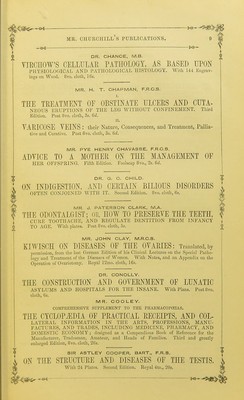 MR. CHURCHILL'S PUBLICATIONS.
DR. CHANCE, M.B.
VIRCHOW'S CELLULAR PATHOLOGY, AS BASED UPON
PHYSIOLOGICAL AND PATHOLOGICAL HISTOLOGY. With 144 Engravings on Wood. 8vo. cloth, 16s.
MR. H. T. CHAPMAN, F.R.C.S.
THE TREATMENT OF OBSTINATE ULCERS AND CUTANEOUS
ERUPTIONS OF THE LEG WITHOUT CONFINEMENT. Third
Edition. Post 8vo. cloth, 3s. 6d.
VARICOSE VEINS: their Nature, Consequences, and Treatment, Palliative
and Curative. Post 8vo. cloth, 3s. 6d.
MR. PYE HENRY CHAVASSE, F.R.C.S.
ADVICE TO A MOTHER ON THE MANAGEMENT OF
HER OFFSPRING. Fifth Edition. Foolscap 8vo., 2s. 6d.
DR. G. C. CHILD.
ON INDIGESTION, AND CERTAIN BILIOUS DISORDERS
OFTEN CONJOINED WITH IT. Second Edition. 8vo. cloth, 6s.
MR. J. PATERSON CLARK, M.A.
THE ODONTALGIST; OR, HOW TO PRESERVE THE TEETH,
CURE TOOTHACHE, AND REGULATE DENTITION FROM INFANCY
TO AGE. With plates. Post 8vo. cloth, 5s.
MR. JOHN CLAY, M.R.C.S.
KIWISCH ON DISEASES OF THE OVARIES: Translated, by
permission, from the last German Edition of his Clinical Lectures on the Special Pathology
and Treatment of the Diseases of Women. With Notes, and an Appendix on the
Operation of Ovariotomy. Royal 12mo. cloth, 16s.
DR. CONOLLY.
THE CONSTRUCTION AND GOVERNMENT OF LUNATIC
ASYLUMS AND HOSPITALS FOR THE INSANE. With Plans. Post 8vo.
cloth, 6s.
MR. COOLEY.
COMPREHENSIVE SUPPLEMENT TO THE PHARMACOPŒIAS.
THE CYCLOPÆDIA OF PRACTICAL RECEIPTS, AND COLLATERAL
INFORMATION IN THE ARTS, PROFESSIONS, MANUFACTURES,
AND TRADES, INCLUDING MEDICINE, PHARMACY, AND
DOMESTIC ECONOMY; designed as a Compendious Book of Reference for the
Manufacturer, Tradesman, Amateur, and Heads of Families. Third and greatly
enlarged Edition, 8vo. cloth, 26s.
SIR ASTLEY COOPER, BART., F.R.S.
ON THE STRUCTURE AND DISEASES OF THE TESTIS.
With 24 Plates. Second Edition. Royal 4to., 20s.